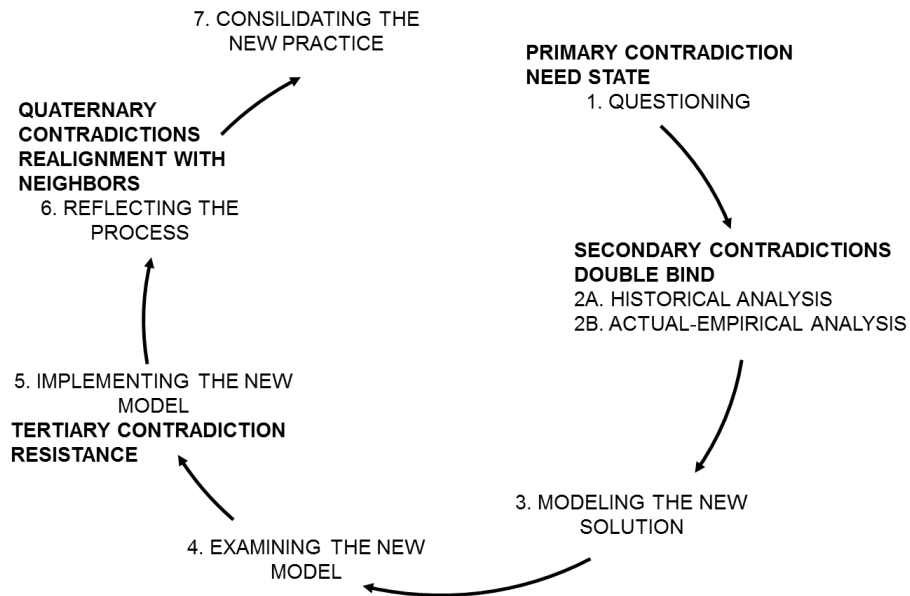 PRIMARY CONTRADICTION
NEED STATE
1. QUESTIONING
SECONDARY CONTRADICTIONS
DOUBLE BIND
2A. HISTORICAL ANALYSIS
2B. ACTUAL-EMPIRICAL ANALYSIS
3. MODELING THE NEW
SOLUTION
4. EXAMINING THE NEW
MODEL
5. IMPLEMENTING THE NEW
MODEL
TERTIARY CONTRADICTION
RESISTANCE
QUATERNARY
CONTRADICTIONS
REALIGNMENT WITH
NEIGHBORS
6. REFLECTING THE
PROCESS
7. CONSILIDATING THE
NEW PRACTICE